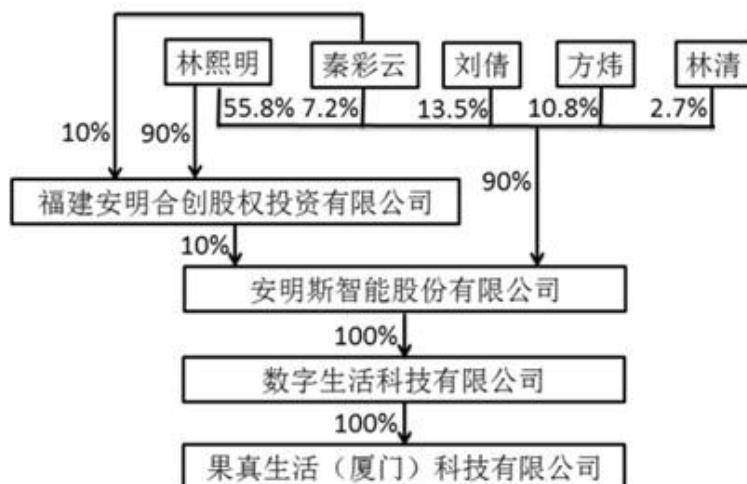 林熙明 秦彩云 刘倩 方炜 林清
55.8% 7.2% 13.5% 10.8% 2.7%
10% 90%
福建安明合创股权投资有限公司
90%
10%
安明斯智能股份有限公司
100%
数字生活科技有限公司
100%
果真生活（厦门）科技有限公司